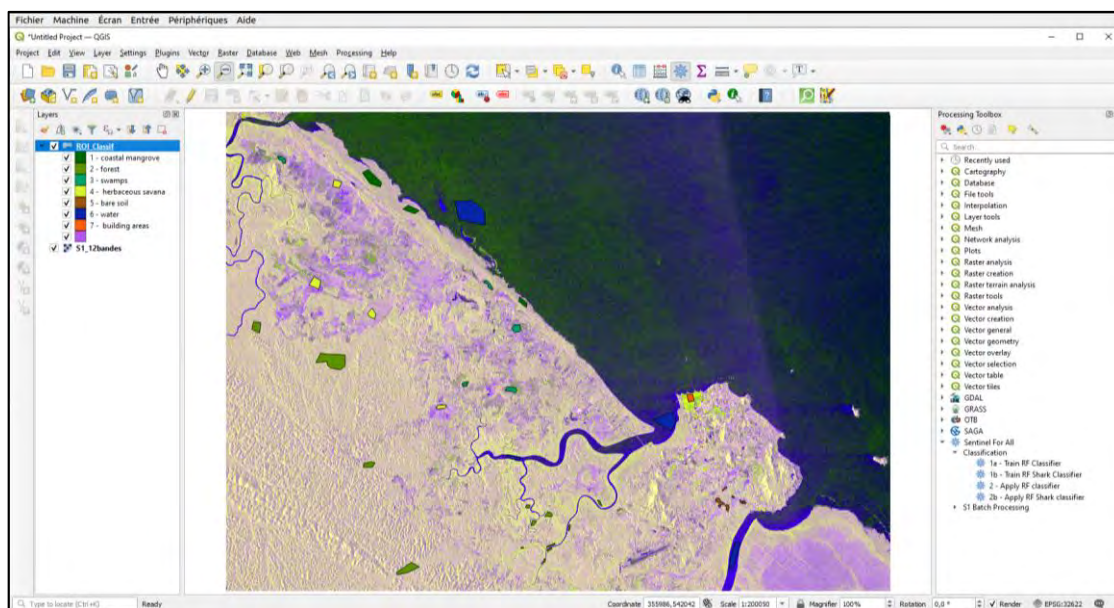 Fichier Machine Écran Entrée Périphériques Aide
*Untitled Project — QGIS
Project Edit View Layer Settings Plugins Vector Raster Database Web Mesh Processing Help
Layers
ROI_Classif
1 - coastal mangrove
2 - forest
3 - swamps
4 - herbaceous savana
5 - bare soil
6 - water
7 - building areas
S1_12bandes
Processing Toolbox
Search...
Recently used
Cartography
Database
File tools
Interpolation
Layer tools
Mesh
Network analysis
Plots
Raster analysis
Raster creation
Raster terrain analysis
Raster tools
Vector analysis
Vector creation
Vector general
Vector geometry
Vector overlay
Vector selection
Vector table
Vector tiles
GDAL
GRASS
OTB
SAGA
Sentinel For All
Classification
1a - Train RF Classifier
1b - Train RF Shark Classifier
2 - Apply RF classifier
2b - Apply RF Shark classifier
S1 Batch Processing
Type to locate (Ctrl+K) Ready Coordinate 355986,542042 Scale 1:200050 Magnifier 100% Rotation 0,0 ° Render EPSG:32622